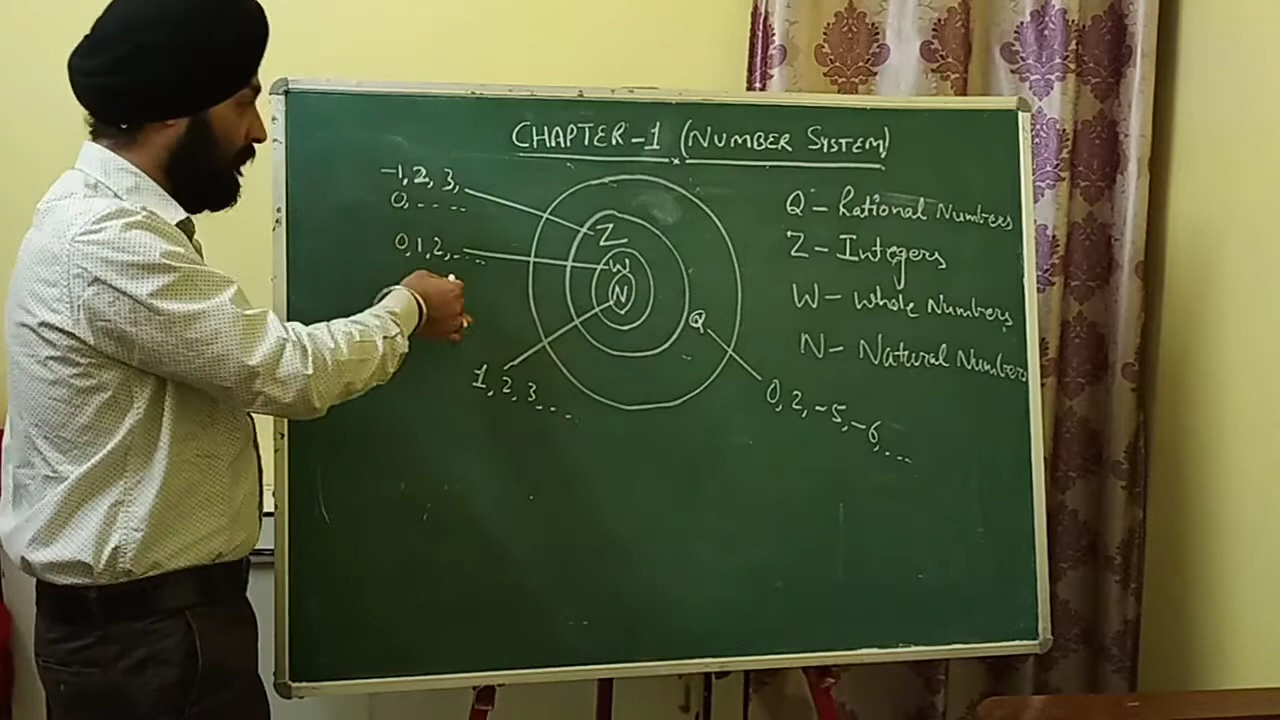 CHAPTER-1 (NUMBER SYSTEM)
-1, 2, 3,
0, ----
0, 1, 2, ----
Z
W
N
Q
1, 2, 3, ----
0, 2, -5, -6, ---
Q - Rational Numbers
Z - Integers
W - Whole Numbers
N - Natural Numbers